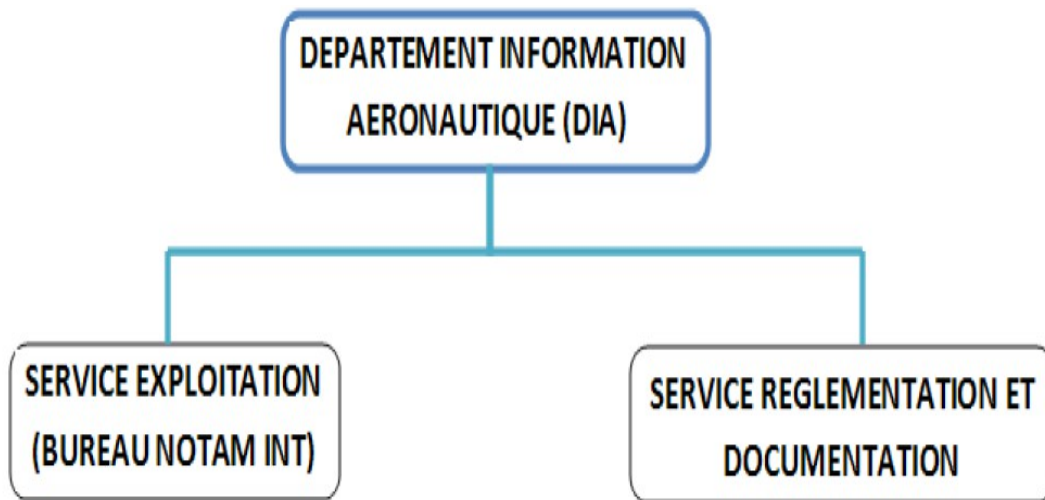 DEPARTEMENT INFORMATION
AERONAUTIQUE (DIA)
SERVICE EXPLOITATION
(BUREAU NOTAM INT)
SERVICE REGLEMENTATION ET
DOCUMENTATION